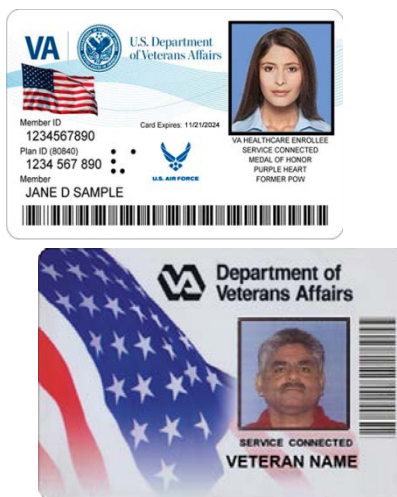 VA
U.S. Department
of Veterans Affairs
Member ID
1234567890
Card Expires: 11/21/2024
Plan ID (80840)
1234 567 890
U.S. AIR FORCE
Member
JANE D SAMPLE
VA HEALTHCARE ENROLLEE
SERVICE CONNECTED
MEDAL OF HONOR
PURPLE HEART
FORMER POW
VA
Department of
Veterans Affairs
SERVICE CONNECTED
VETERAN NAME